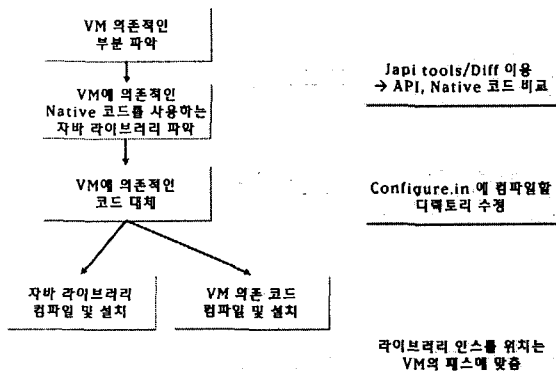 VM 의존적인
부분 파악
Japi tools/Diff 이용
→ API, Native 코드 비교
VM에 의존적인
Native 코드를 사용하는
자바 라이브러리 파악
VM에 의존적인
코드 대체
Configure.in 에 컴파일할
디렉토리 수정
자바 라이브러리
컴파일 및 설치
VM 의존 코드
컴파일 및 설치
라이브러리 인스톨 위치는
VM의 패스에 맞춤